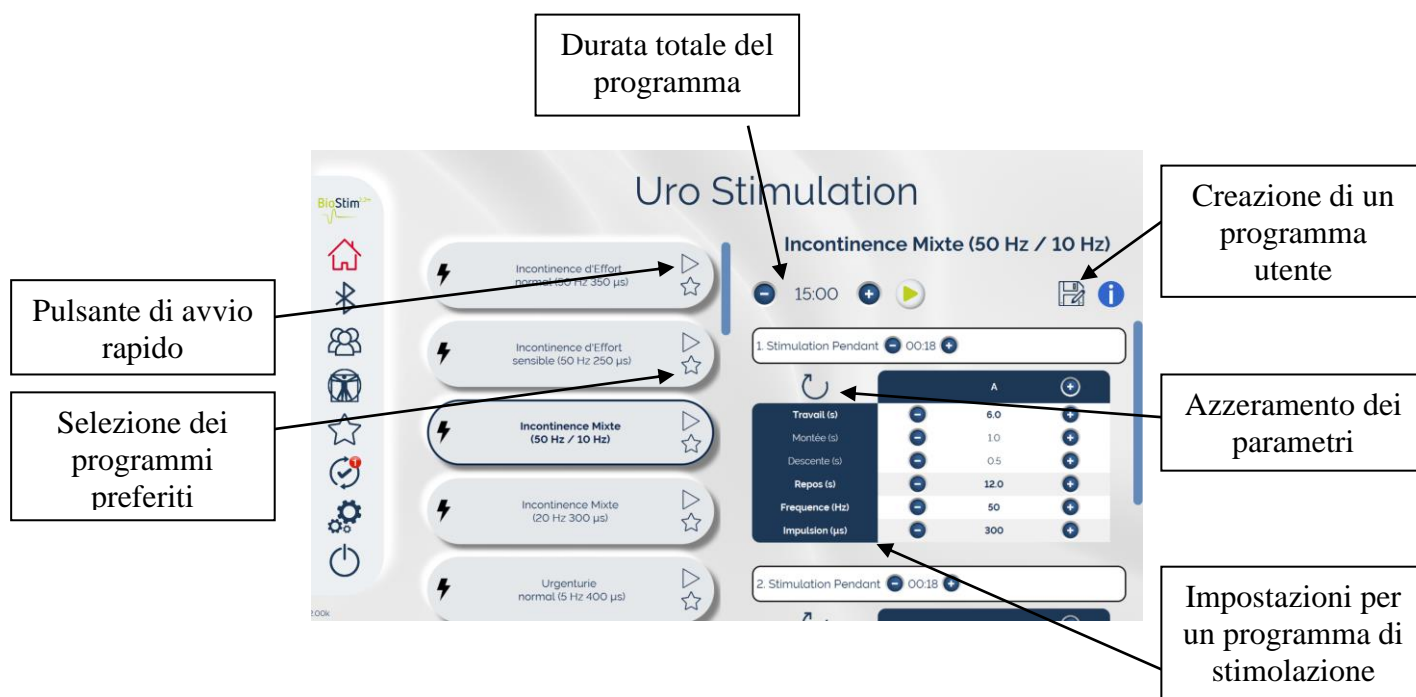 Durata totale del
programma
Creazione di un
programma
utente
Pulsante di avvio
rapido
Selezione dei
programmi
preferiti
Azzeramento dei
parametri
Impostazioni per
un programma di
stimolazione
BioStim
Uro Stimulation
Incontinence d'Effort
normal (50 Hz 350 µs)
Incontinence d'Effort
sensible (50 Hz 250 µs)
Incontinence Mixte
(50 Hz / 10 Hz)
Incontinence Mixte
(20 Hz 300 µs)
Urgenturie
normal (5 Hz 400 µs)
Incontinence Mixte (50 Hz / 10 Hz)
15:00
1. Stimulation Pendant 00:18
A
Travail (s) 6.0
Montée (s) 1.0
Descente (s) 0.5
Repos (s) 12.0
Frequence (Hz) 50
Impulsion (µs) 300
2. Stimulation Pendant 00:18
1